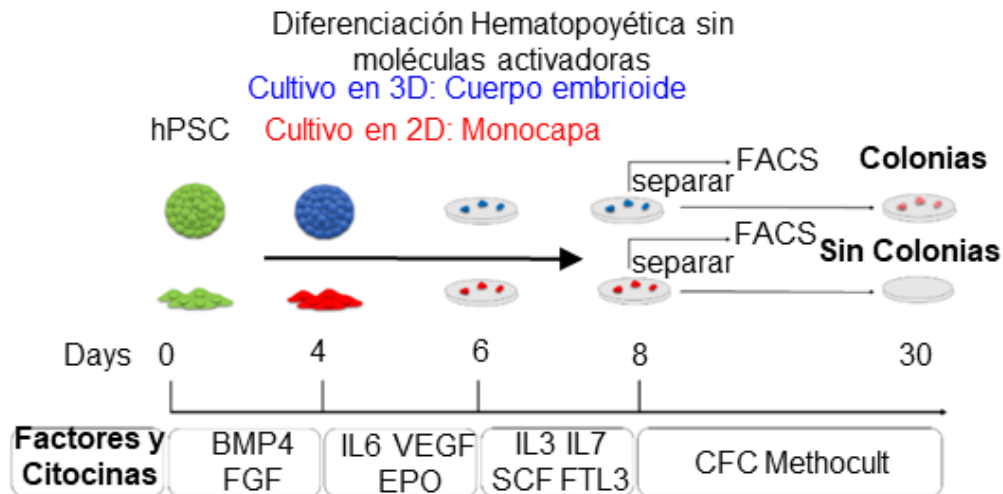 Diferenciación Hematopoyética sin
moléculas activadoras
Cultivo en 3D: Cuerpo embrioide
hPSC Cultivo en 2D: Monocapa
FACS Colonias
separar
FACS Sin Colonias
separar
Days 0 4 6 8 30
Factores y
Citocinas
BMP4
FGF
IL6 VEGF
EPO
IL3 IL7
SCF FTL3
CFC Methocult